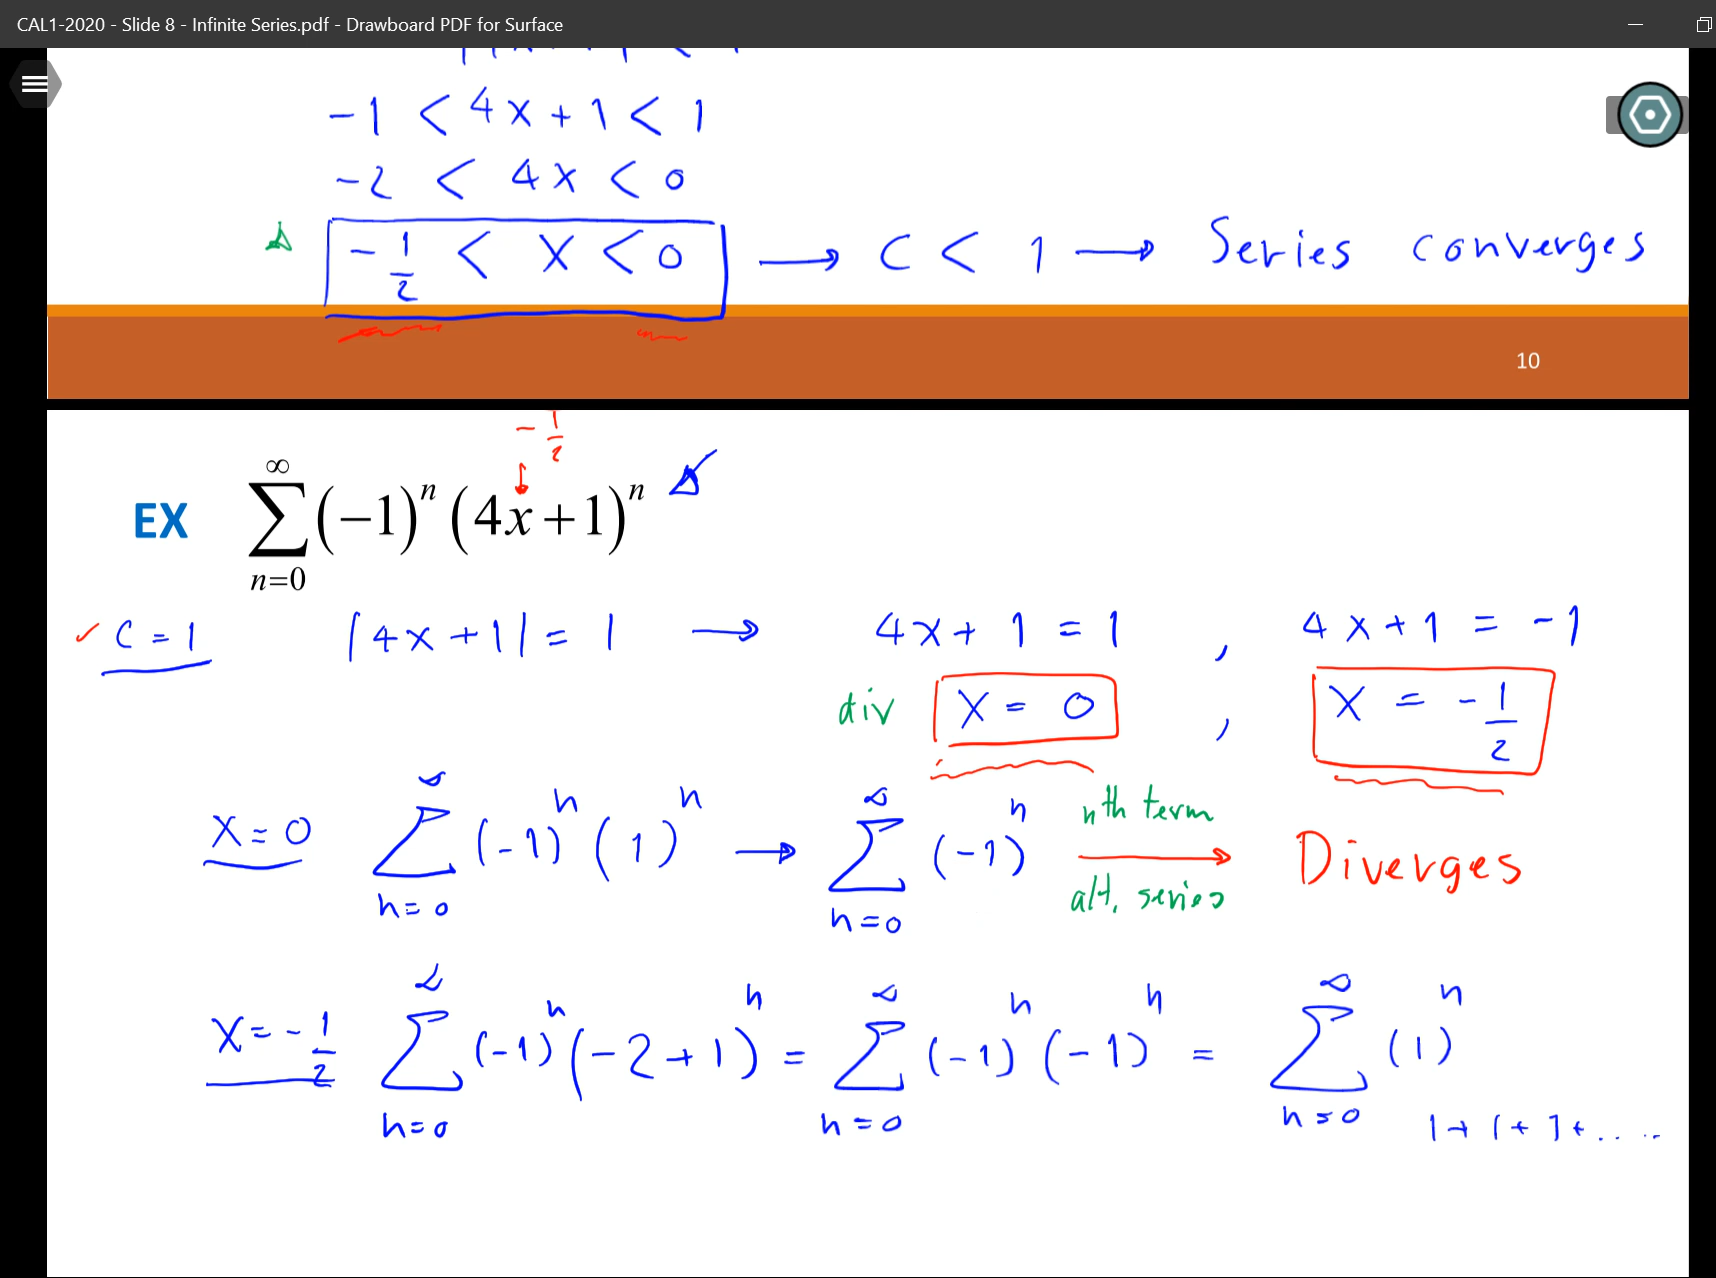 CAL1-2020 - Slide 8 - Infinite Series.pdf - Drawboard PDF for Surface
-1 < 4x + 1 < 1
-2 < 4x < 0
-1/2 < x < 0 → C < 1 → Series converges
10
-1/2
EX ∑_{n=0}^{∞} (−1)^n (4x+1)^n
✓ C = 1 |4x+1| = 1 → 4x + 1 = 1 , 4x + 1 = -1
div x = 0 , x = -1/2
x = 0 ∑_{n=0}^{∞} (-1)^n (1)^n → ∑_{n=0}^{∞} (-1)^n nth term → alt. series Diverges
x = -1/2 ∑_{n=0}^{∞} (-1)^n (-2+1)^n = ∑_{n=0}^{∞} (-1)^n (-1)^n = ∑_{n=0}^{∞} (1)^n
1 + 1 + 1 + .....